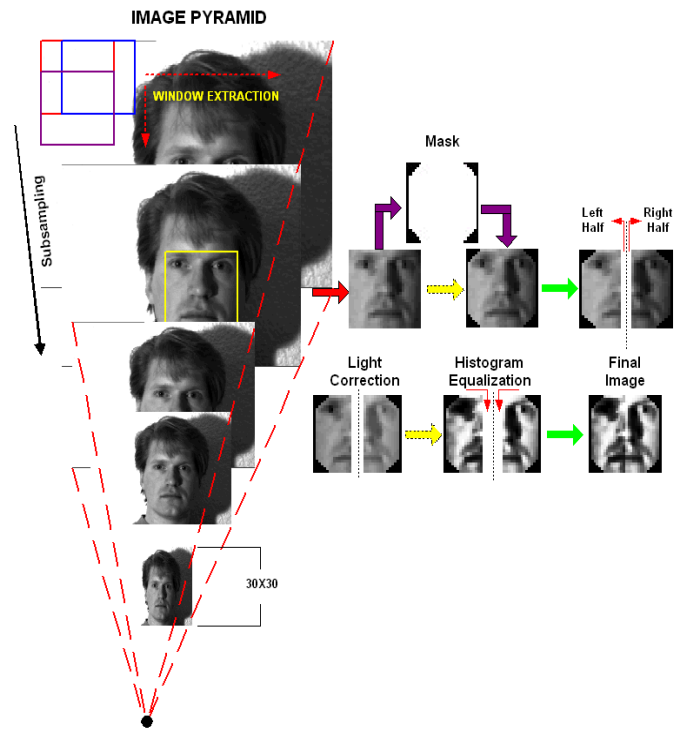 IMAGE PYRAMID
WINDOW EXTRACTION
Subsampling
Mask
Left
Half
Right
Half
Light
Correction
Histogram
Equalization
Final
Image
30X30